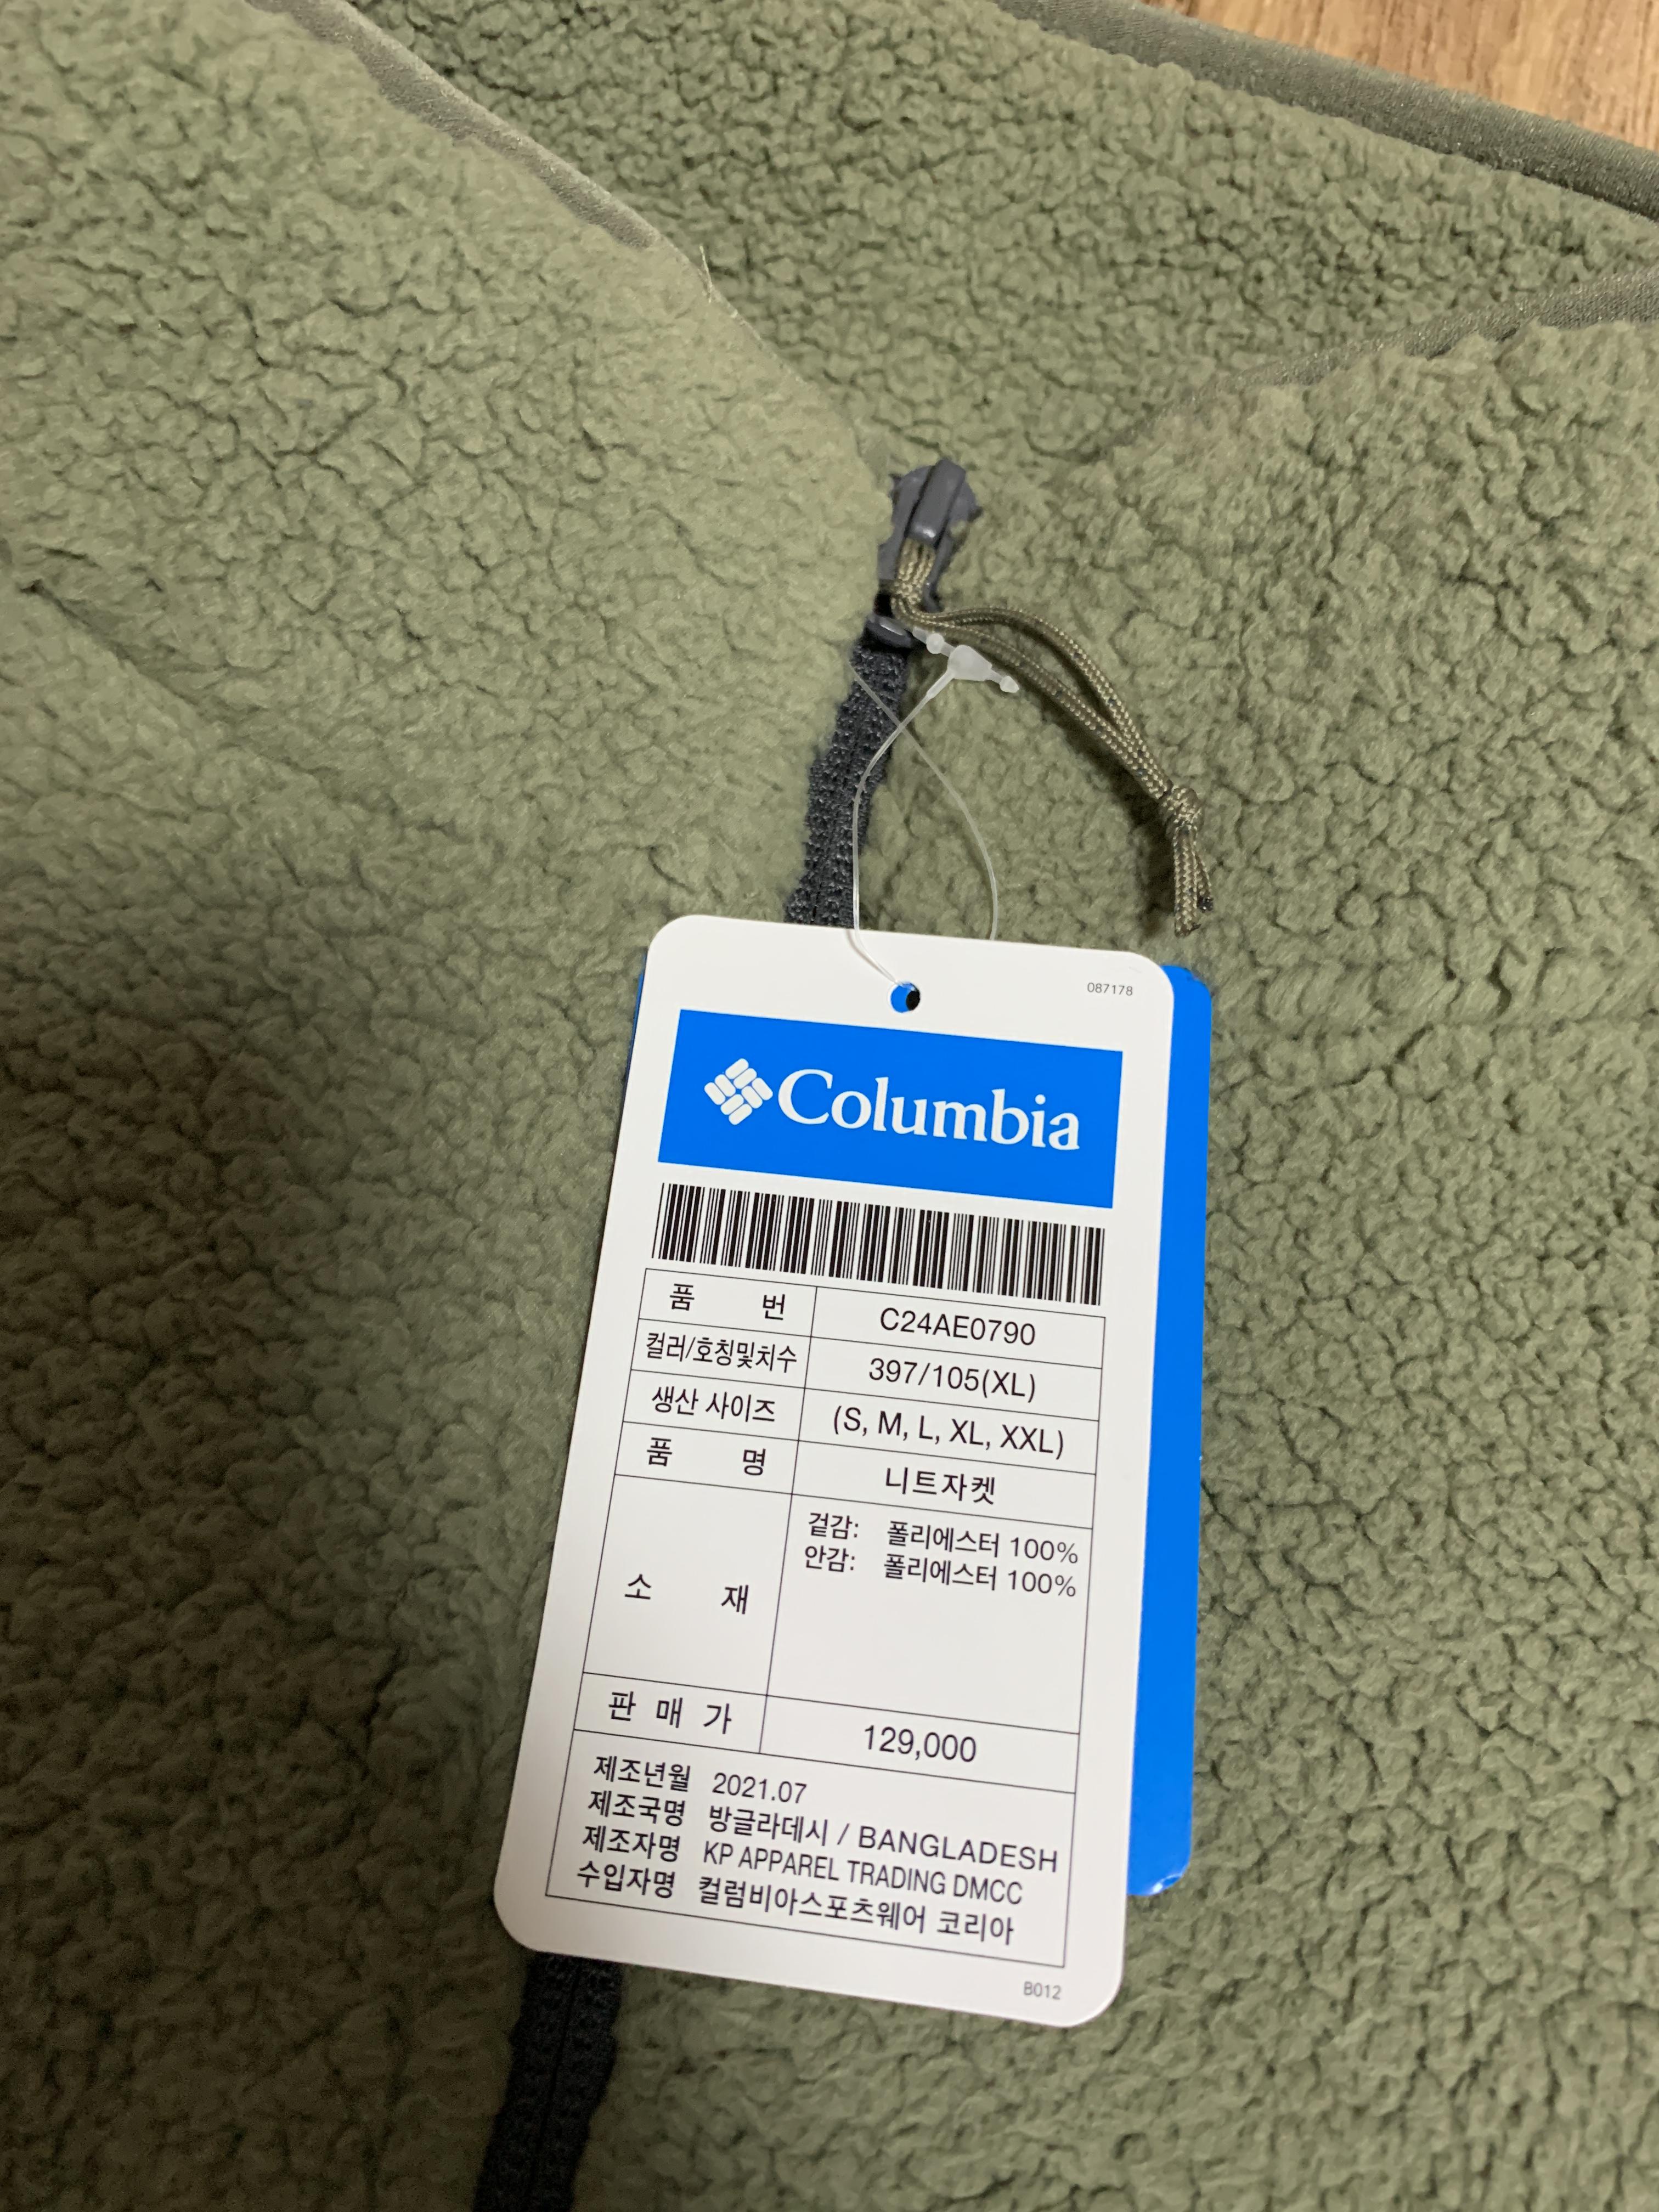 087178
Columbia
품 번 C24AE0790
컬러/호칭및치수 397/105(XL)
생산 사이즈 (S, M, L, XL, XXL)
품 명 니트자켓
소 재 겉감: 폴리에스터 100%
안감: 폴리에스터 100%
판 매 가 129,000
제조년월 2021.07
제조국명 방글라데시 / BANGLADESH
제조자명 KP APPAREL TRADING DMCC
수입자명 컬럼비아스포츠웨어 코리아
B012